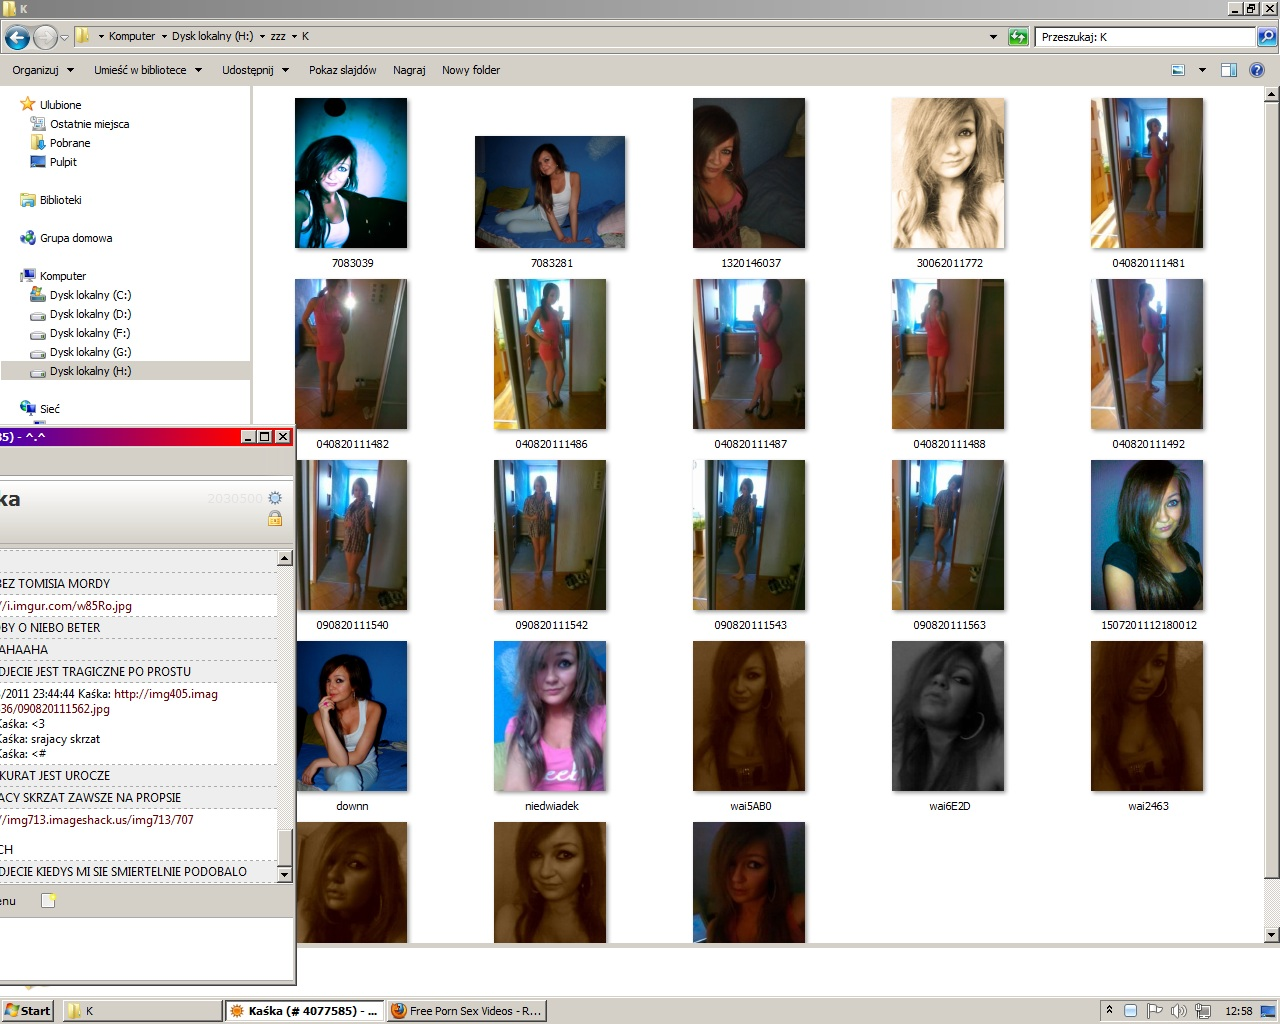 K
Komputer
Dysk lokalny (H:)
zzz
K
Przeszukaj: K
Organizuj
Umieść w bibliotece
Udostępnij
Pokaz slajdów
Nagraj
Nowy folder
Ulubione
Ostatnie miejsca
Pobrane
Pulpit
Biblioteki
Grupa domowa
Komputer
Dysk lokalny (C:)
Dysk lokalny (D:)
Dysk lokalny (F:)
Dysk lokalny (G:)
Dysk lokalny (H:)
Sieć
7083039
7083281
1320146037
30062011772
040820111481
040820111482
040820111486
040820111487
040820111488
040820111492
090820111540
090820111542
090820111543
090820111563
1507201112180012
downn
niedwiadek
wai5AB0
wai6E2D
wai2463
85) - ^.^
ka
2030500
BEZ TOMISIA MORDY
//i.imgur.com/w85Ro.jpg
BY O NIEBO BETER
AHAAHA
DJECIE JEST TRAGICZNE PO PROSTU
/2011 23:44:44 Kaśka: http://img405.imag
36/090820111562.jpg
Kaśka: <3
Kaśka: srajacy skrzat
Kaśka: <#
KURAT JEST UROCZE
ACY SKRZAT ZAWSZE NA PROPSIE
//img713.imageshack.us/img713/707
CH
DJECIE KIEDYS MI SIE SMIERTELNIE PODOBALO
enu
Start
K
Kaśka (# 4077585) - ...
Free Porn Sex Videos - R...
12:58